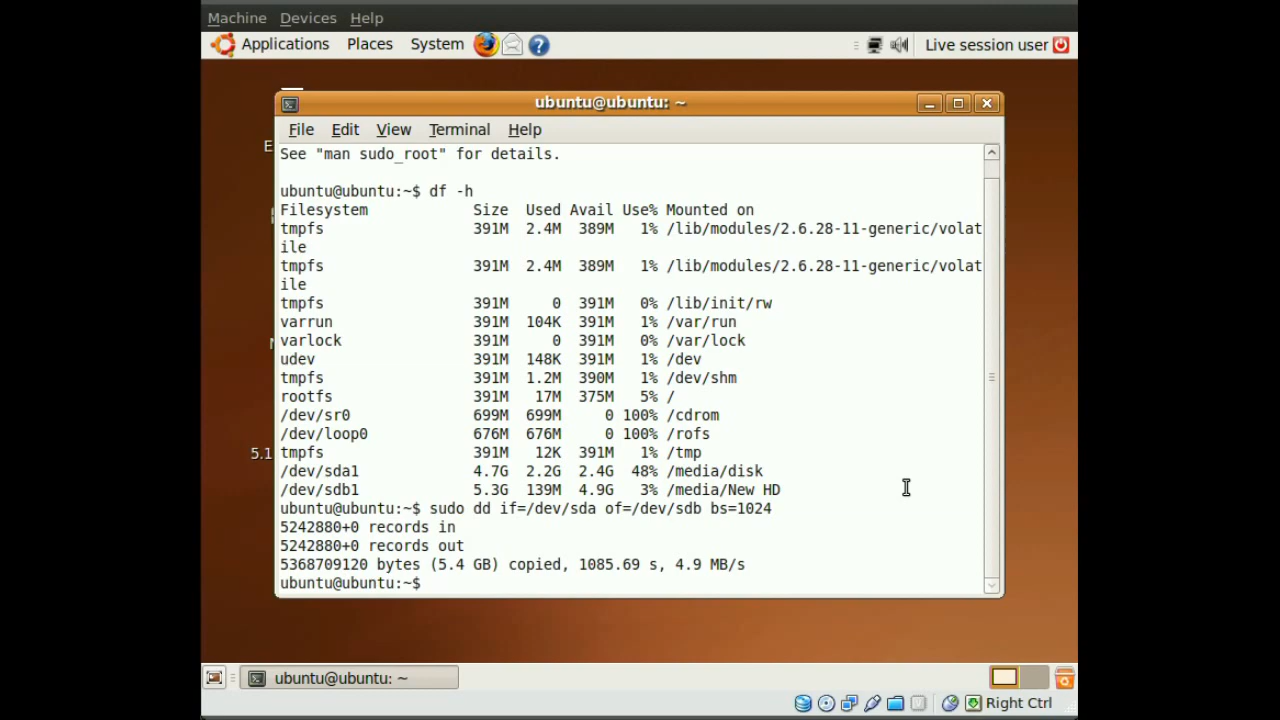 Machine Devices Help
Applications Places System Live session user
ubuntu@ubuntu: ~
File Edit View Terminal Help
See "man sudo_root" for details.
ubuntu@ubuntu:~$ df -h
Filesystem Size Used Avail Use% Mounted on
tmpfs 391M 2.4M 389M 1% /lib/modules/2.6.28-11-generic/volat
ile
tmpfs 391M 2.4M 389M 1% /lib/modules/2.6.28-11-generic/volat
ile
tmpfs 391M 0 391M 0% /lib/init/rw
varrun 391M 104K 391M 1% /var/run
varlock 391M 0 391M 0% /var/lock
udev 391M 148K 391M 1% /dev
tmpfs 391M 1.2M 390M 1% /dev/shm
rootfs 391M 17M 375M 5% /
/dev/sr0 699M 699M 0 100% /cdrom
/dev/loop0 676M 676M 0 100% /rofs
tmpfs 391M 12K 391M 1% /tmp
/dev/sda1 4.7G 2.2G 2.4G 48% /media/disk
/dev/sdb1 5.3G 139M 4.9G 3% /media/New HD
ubuntu@ubuntu:~$ sudo dd if=/dev/sda of=/dev/sdb bs=1024
5242880+0 records in
5242880+0 records out
5368709120 bytes (5.4 GB) copied, 1085.69 s, 4.9 MB/s
ubuntu@ubuntu:~$
5.1
ubuntu@ubuntu: ~
Right Ctrl